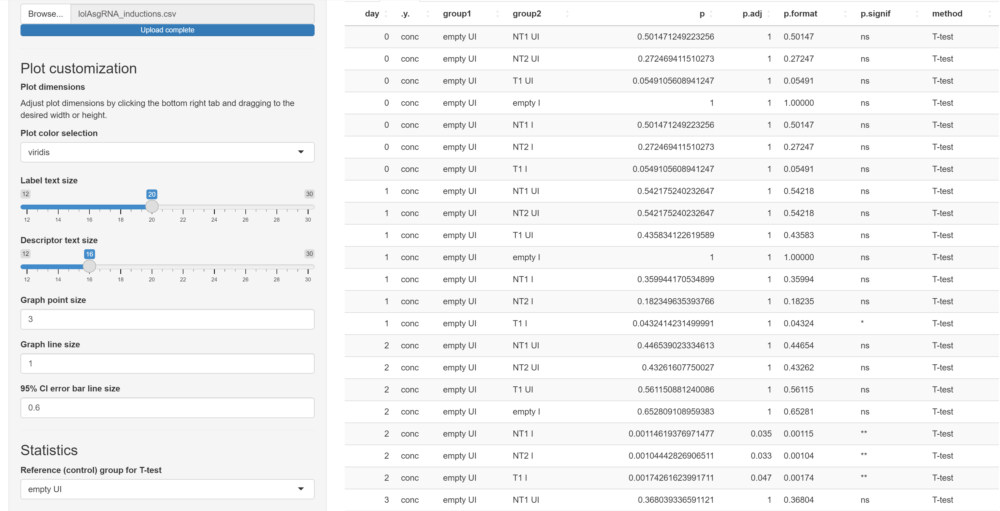 Browse... lolAsgRNA_inductions.csv
Upload complete
Plot customization
Plot dimensions
Adjust plot dimensions by clicking the bottom right tab and dragging to the
desired width or height.
Plot color selection
viridis
Label text size
12 20 30
12 14 16 18 20 22 24 26 28 30
Descriptor text size
12 16 30
12 14 16 18 20 22 24 26 28 30
Graph point size
3
Graph line size
1
95% CI error bar line size
0.6
Statistics
Reference (control) group for T-test
empty UI
day .y. group1 group2 p p.adj p.format p.signif method
0 conc empty UI NT1 UI 0.501471249223256 1 0.50147 ns T-test
0 conc empty UI NT2 UI 0.272469411510273 1 0.27247 ns T-test
0 conc empty UI T1 UI 0.0549105608941247 1 0.05491 ns T-test
0 conc empty UI empty I 1 1 1.00000 ns T-test
0 conc empty UI NT1 I 0.501471249223256 1 0.50147 ns T-test
0 conc empty UI NT2 I 0.272469411510273 1 0.27247 ns T-test
0 conc empty UI T1 I 0.0549105608941247 1 0.05491 ns T-test
1 conc empty UI NT1 UI 0.542175240232647 1 0.54218 ns T-test
1 conc empty UI NT2 UI 0.542175240232647 1 0.54218 ns T-test
1 conc empty UI T1 UI 0.435834122619589 1 0.43583 ns T-test
1 conc empty UI empty I 1 1 1.00000 ns T-test
1 conc empty UI NT1 I 0.359944170534899 1 0.35994 ns T-test
1 conc empty UI NT2 I 0.182349635393766 1 0.18235 ns T-test
1 conc empty UI T1 I 0.0432414231499991 1 0.04324 * T-test
2 conc empty UI NT1 UI 0.446539023334613 1 0.44654 ns T-test
2 conc empty UI NT2 UI 0.43261607750027 1 0.43262 ns T-test
2 conc empty UI T1 UI 0.561150881240086 1 0.56115 ns T-test
2 conc empty UI empty I 0.652809108959383 1 0.65281 ns T-test
2 conc empty UI NT1 I 0.00114619376971477 0.035 0.00115 ** T-test
2 conc empty UI NT2 I 0.00104442826906511 0.033 0.00104 ** T-test
2 conc empty UI T1 I 0.00174261623991711 0.047 0.00174 ** T-test
3 conc empty UI NT1 UI 0.368039336591121 1 0.36804 ns T-test